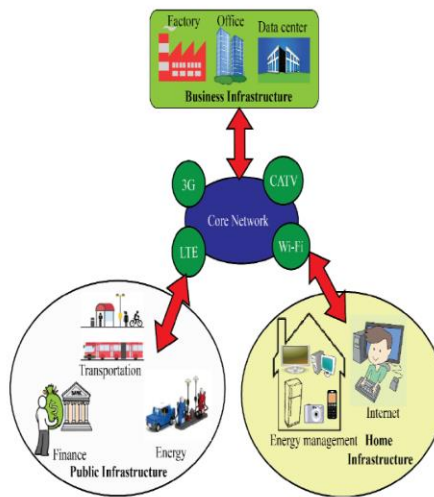 Factory
Office
Data center
Business Infrastructure
3G
CATV
Core Network
LTE
Wi-Fi
Transportation
Finance
Energy
Public Infrastructure
Internet
Energy management
Home
Infrastructure